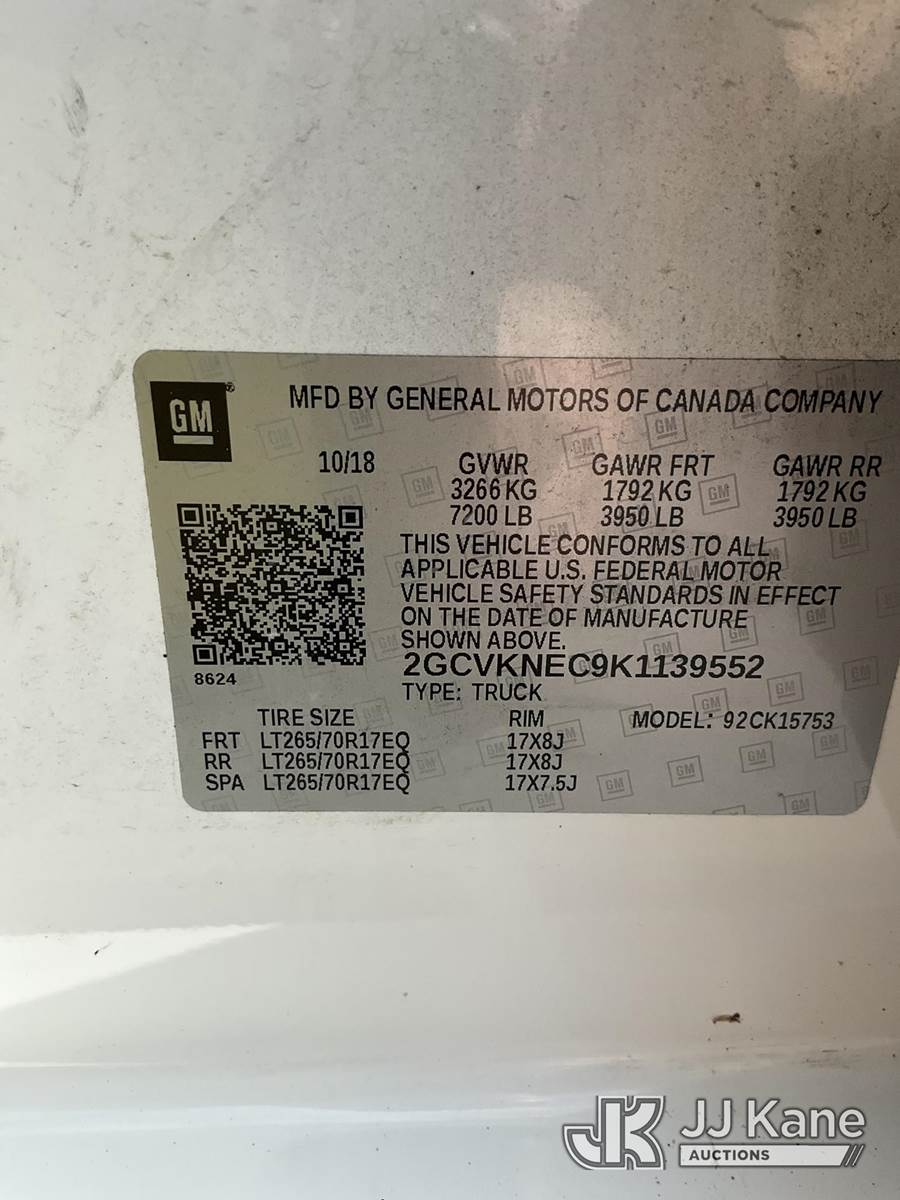 GM®
MFD BY GENERAL MOTORS OF CANADA COMPANY
10/18 GVWR GAWR FRT GAWR RR
3266 KG 1792 KG 1792 KG
7200 LB 3950 LB 3950 LB
THIS VEHICLE CONFORMS TO ALL
APPLICABLE U.S. FEDERAL MOTOR
VEHICLE SAFETY STANDARDS IN EFFECT
ON THE DATE OF MANUFACTURE
SHOWN ABOVE.
8624
2GCVKNEC9K1139552
TYPE: TRUCK
TIRE SIZE RIM MODEL: 92CK15753
FRT LT265/70R17EQ 17X8J
RR LT265/70R17EQ 17X8J
SPA LT265/70R17EQ 17X7.5J
JK JJ Kane
AUCTIONS